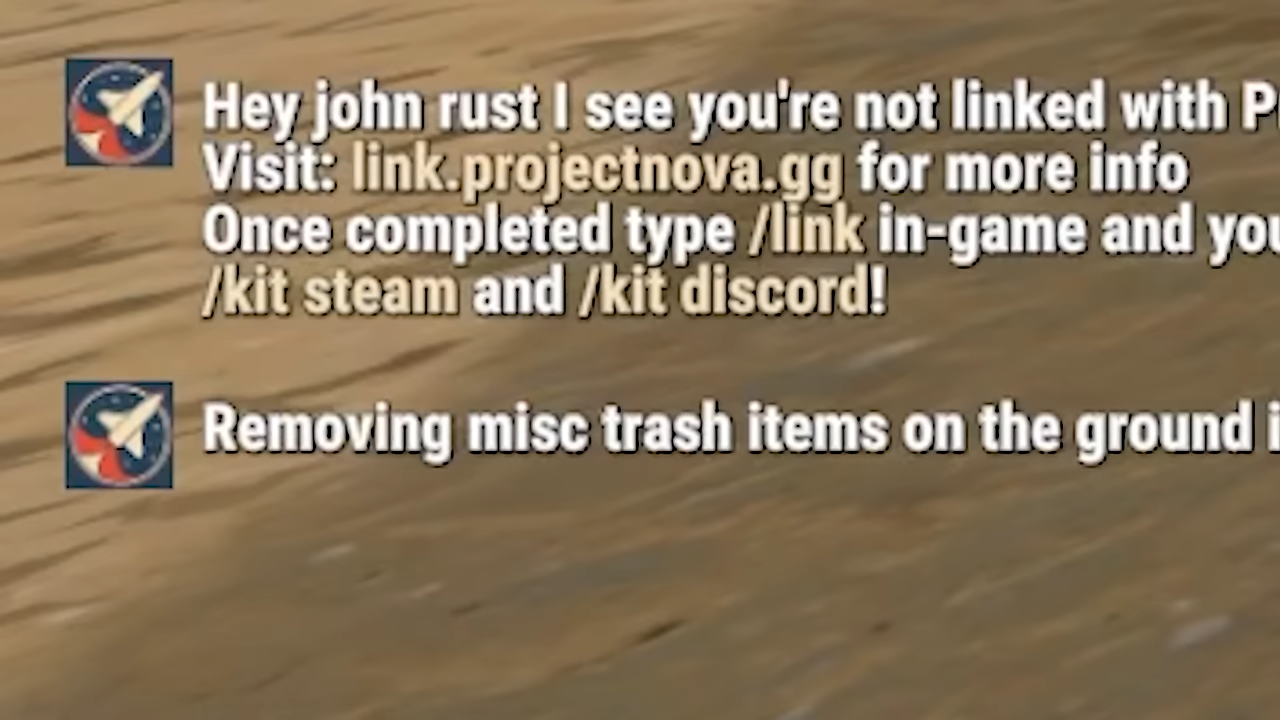 Hey john rust I see you're not linked with P
Visit: link.projectnova.gg for more info
Once completed type /link in-game and you
/kit steam and /kit discord!
Removing misc trash items on the ground i